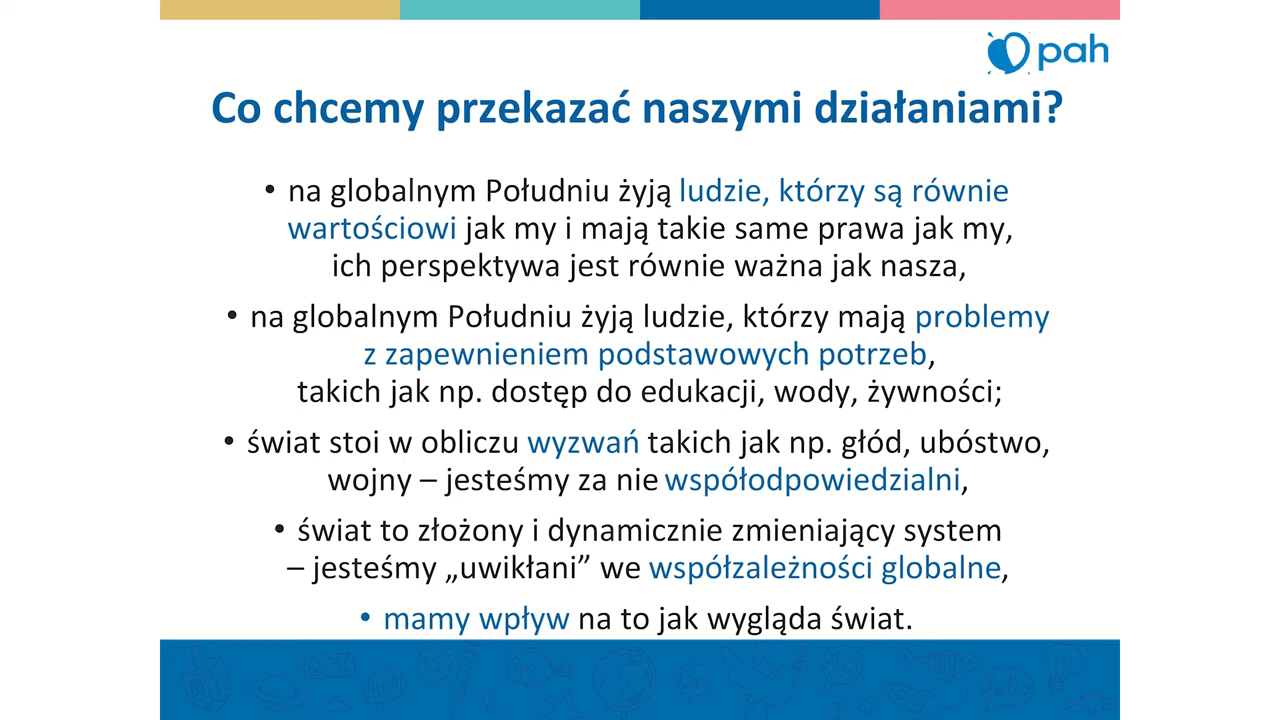 pah
Co chcemy przekazać naszymi działaniami?
• na globalnym Południu żyją ludzie, którzy są równie
wartościowi jak my i mają takie same prawa jak my,
ich perspektywa jest równie ważna jak nasza,
• na globalnym Południu żyją ludzie, którzy mają problemy
z zapewnieniem podstawowych potrzeb,
takich jak np. dostęp do edukacji, wody, żywności;
• świat stoi w obliczu wyzwań takich jak np. głód, ubóstwo,
wojny – jesteśmy za nie współodpowiedzialni,
• świat to złożony i dynamicznie zmieniający system
– jesteśmy „uwikłani” we współzależności globalne,
• mamy wpływ na to jak wygląda świat.